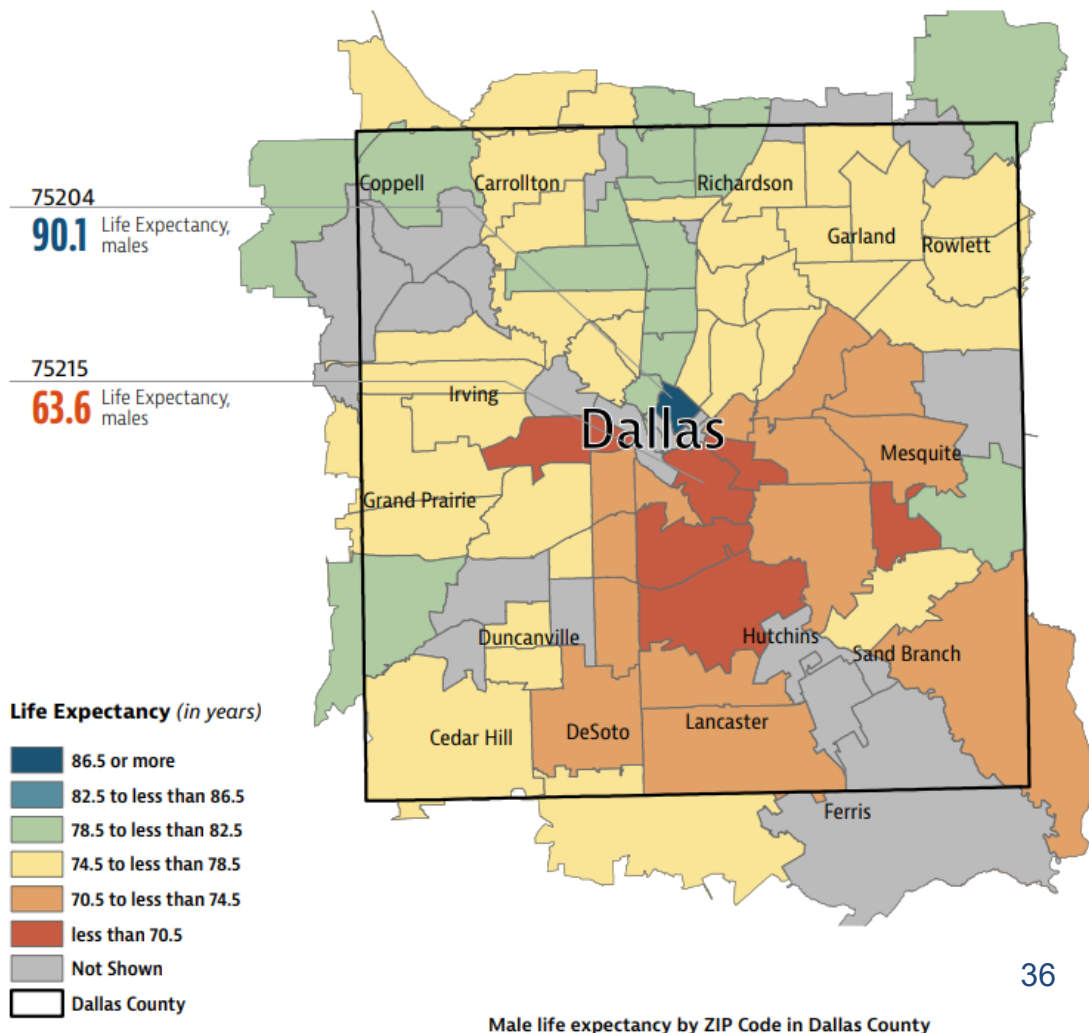 75204
90.1
Life Expectancy,
males
75215
63.6
Life Expectancy,
males
Coppell
Carrollton
Richardson
Garland
Rowlett
Irving
Dallas
Mesquite
Grand Prairie
Duncanville
Hutchins
Sand Branch
Cedar Hill
DeSoto
Lancaster
Ferris
Life Expectancy (in years)
86.5 or more
82.5 to less than 86.5
78.5 to less than 82.5
74.5 to less than 78.5
70.5 to less than 74.5
less than 70.5
Not Shown
Dallas County
36
Male life expectancy by ZIP Code in Dallas County